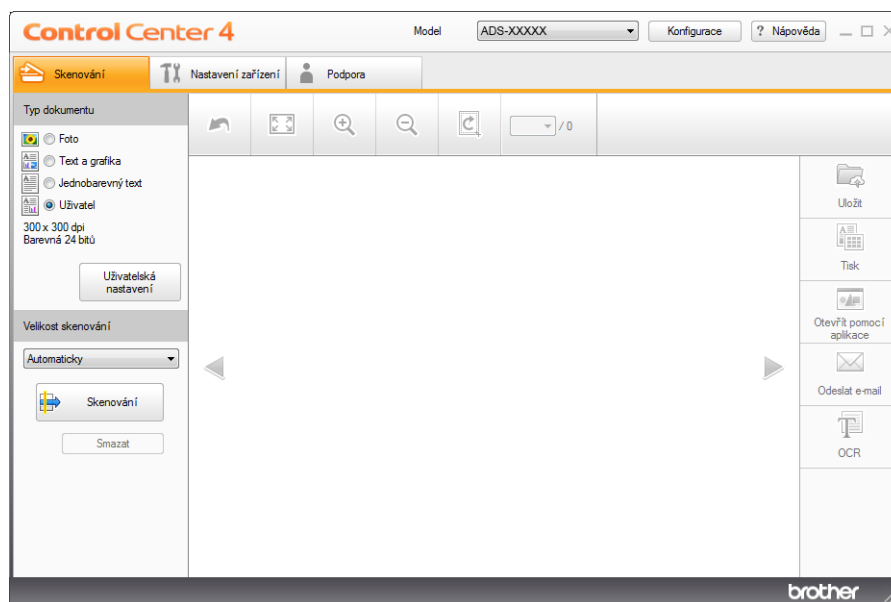 Control Center 4
Model
ADS-XXXXX
Konfigurace
? Nápověda
Skenování
Nastavení zařízení
Podpora
Typ dokumentu
Foto
Text a grafika
Jednobarevný text
Uživatel
300 x 300 dpi
Barevná 24 bitů
Uživatelská
nastavení
Velikost skenování
Automaticky
Skenování
Smazat
/ 0
Uložit
Tisk
Otevřít pomocí
aplikace
Odeslat e-mail
OCR
brother